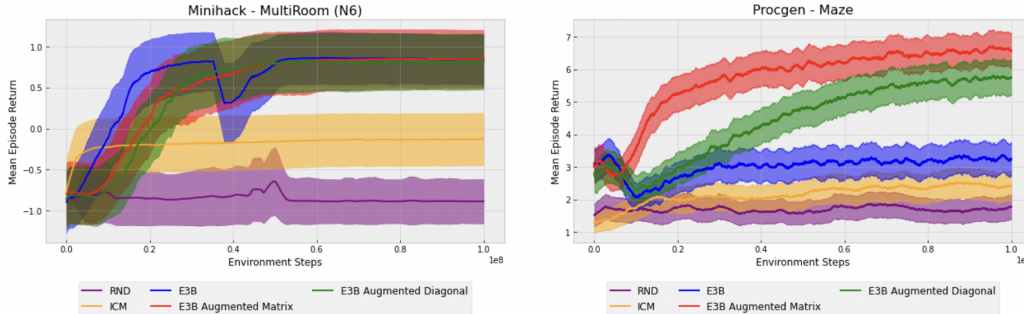 Minihack - MultiRoom (N6)
Mean Episode Return
1.0
0.5
0.0
−0.5
−1.0
0.0 0.2 0.4 0.6 0.8 1.0
1e8
Environment Steps
RND E3B E3B Augmented Diagonal
ICM E3B Augmented Matrix
Procgen - Maze
Mean Episode Return
7
6
5
4
3
2
1
0.0 0.2 0.4 0.6 0.8 1.0
Environment Steps
RND E3B E3B Augmented Diagonal
ICM E3B Augmented Matrix